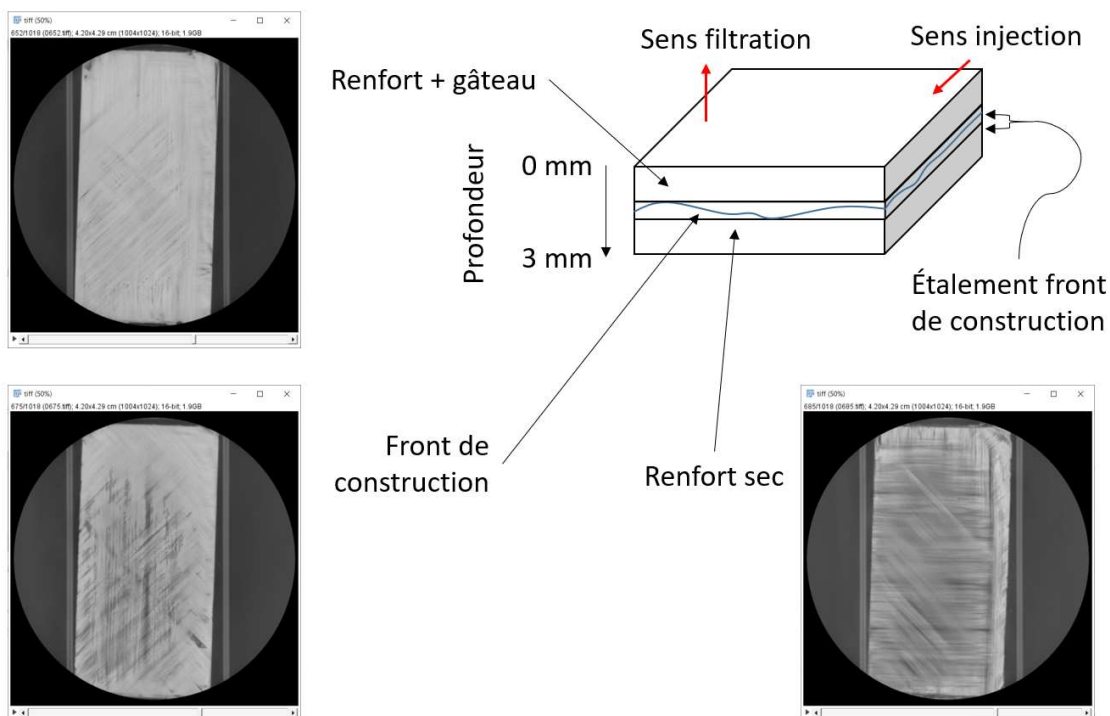 tiff (50%)
652/1018 (0652.tiff); 4.20x4.29 cm (1004x1024); 16-bit; 1.9GB
Sens filtration
Sens injection
Renfort + gâteau
Profondeur
0 mm
3 mm
Étalement front
de construction
tiff (50%)
675/1018 (0675.tiff); 4.20x4.29 cm (1004x1024); 16-bit; 1.9GB
Front de
construction
Renfort sec
tiff (50%)
685/1018 (0685.tiff); 4.20x4.29 cm (1004x1024); 16-bit; 1.9GB